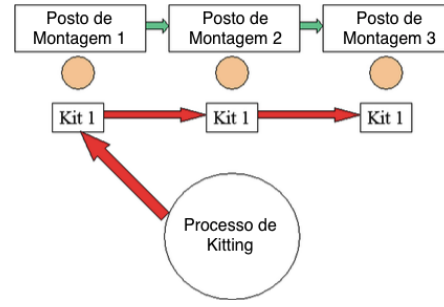 Posto de
Montagem 1
Posto de
Montagem 2
Posto de
Montagem 3
Kit 1
Kit 1
Kit 1
Processo de
Kitting